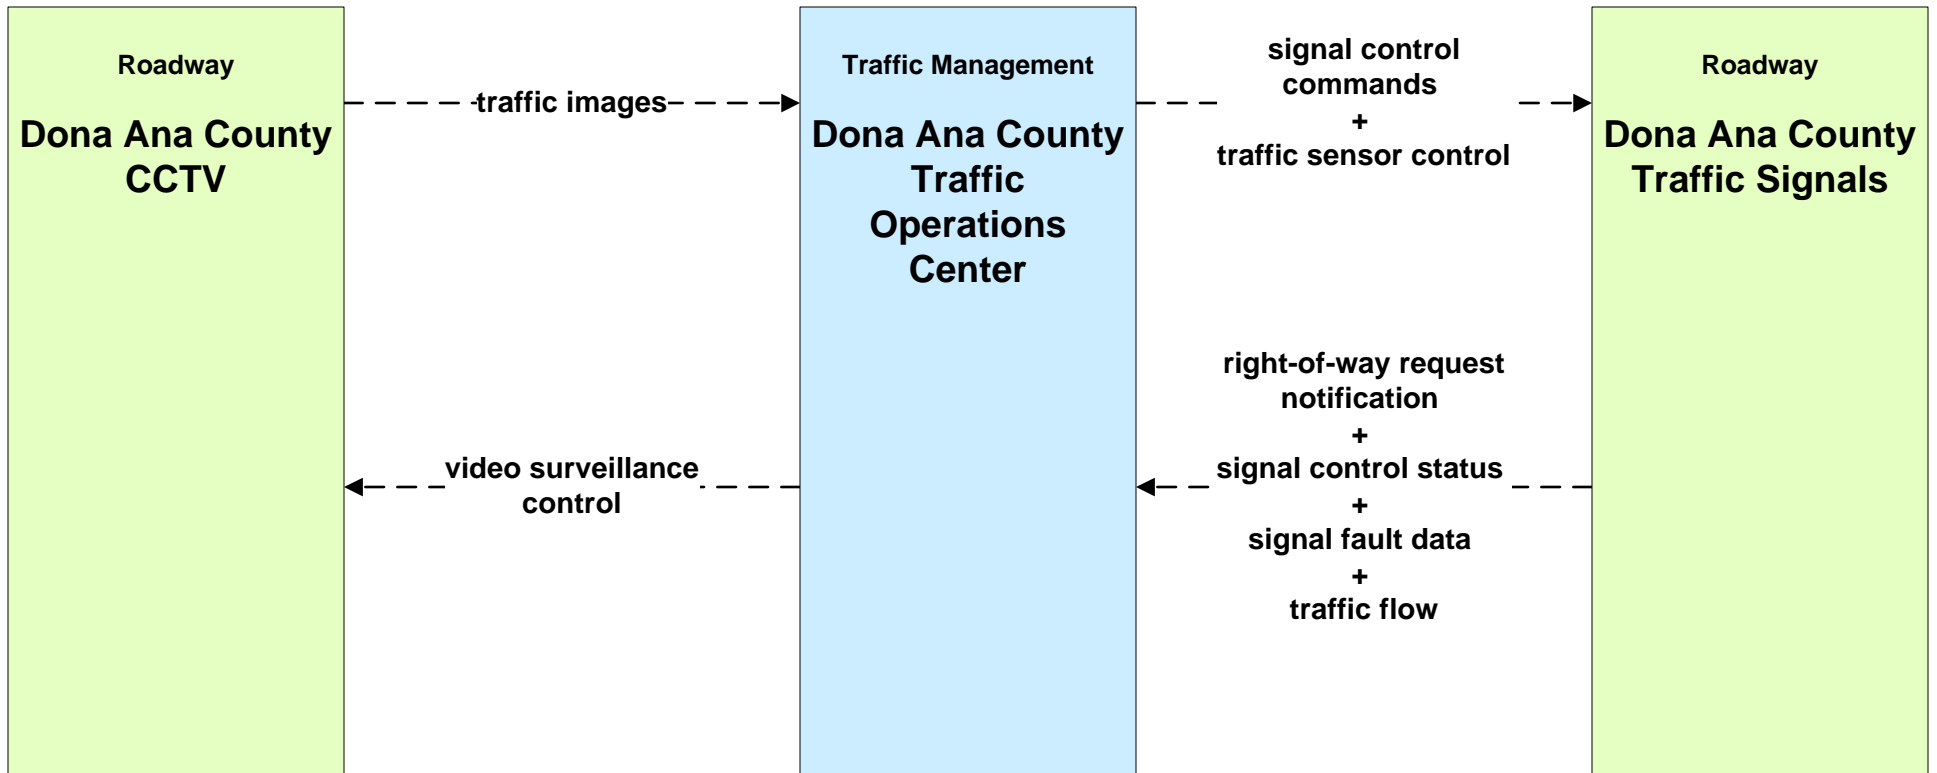 Roadway
Dona Ana County
CCTV
traffic images
video surveillance
control
Traffic Management
Dona Ana County
Traffic
Operations
Center
signal control
commands
+
traffic sensor control
right-of-way request
notification
+
signal control status
+
signal fault data
+
traffic flow
Roadway
Dona Ana County
Traffic Signals